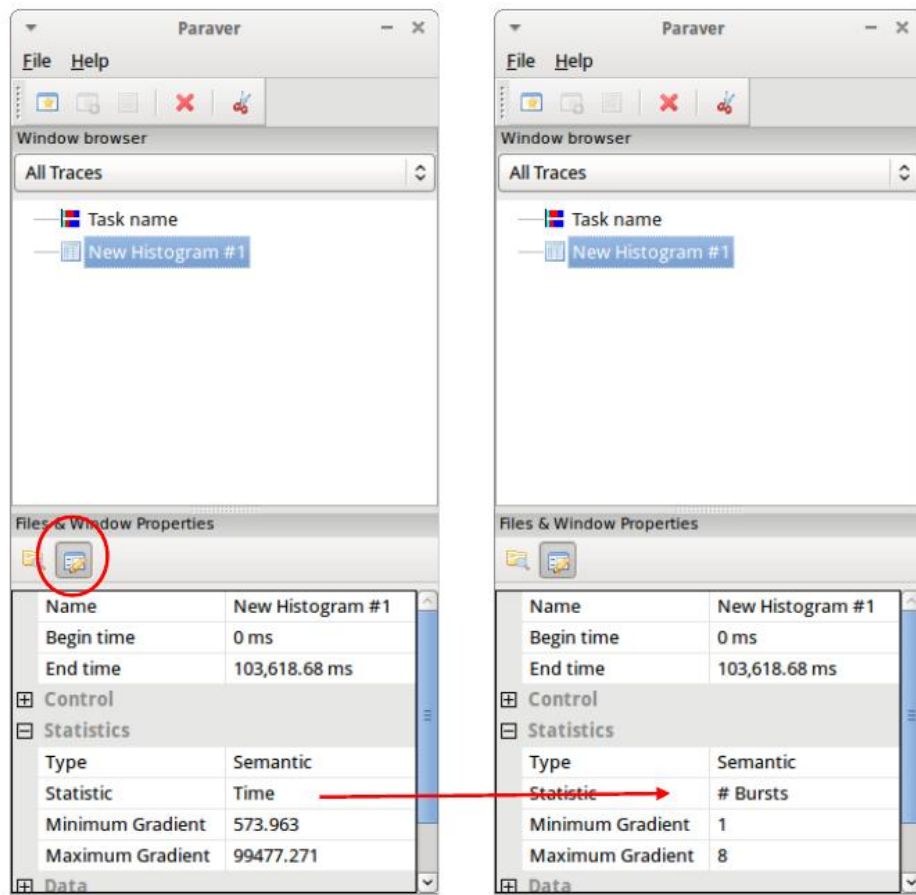 Paraver
File Help
Window browser
All Traces
Task name
New Histogram #1
Files & Window Properties
Name New Histogram #1
Begin time 0 ms
End time 103,618.68 ms
Control
Statistics
Type Semantic
Statistic Time
Minimum Gradient 573.963
Maximum Gradient 99477.271
Data
Paraver
File Help
Window browser
All Traces
Task name
New Histogram #1
Files & Window Properties
Name New Histogram #1
Begin time 0 ms
End time 103,618.68 ms
Control
Statistics
Type Semantic
Statistic # Bursts
Minimum Gradient 1
Maximum Gradient 8
Data